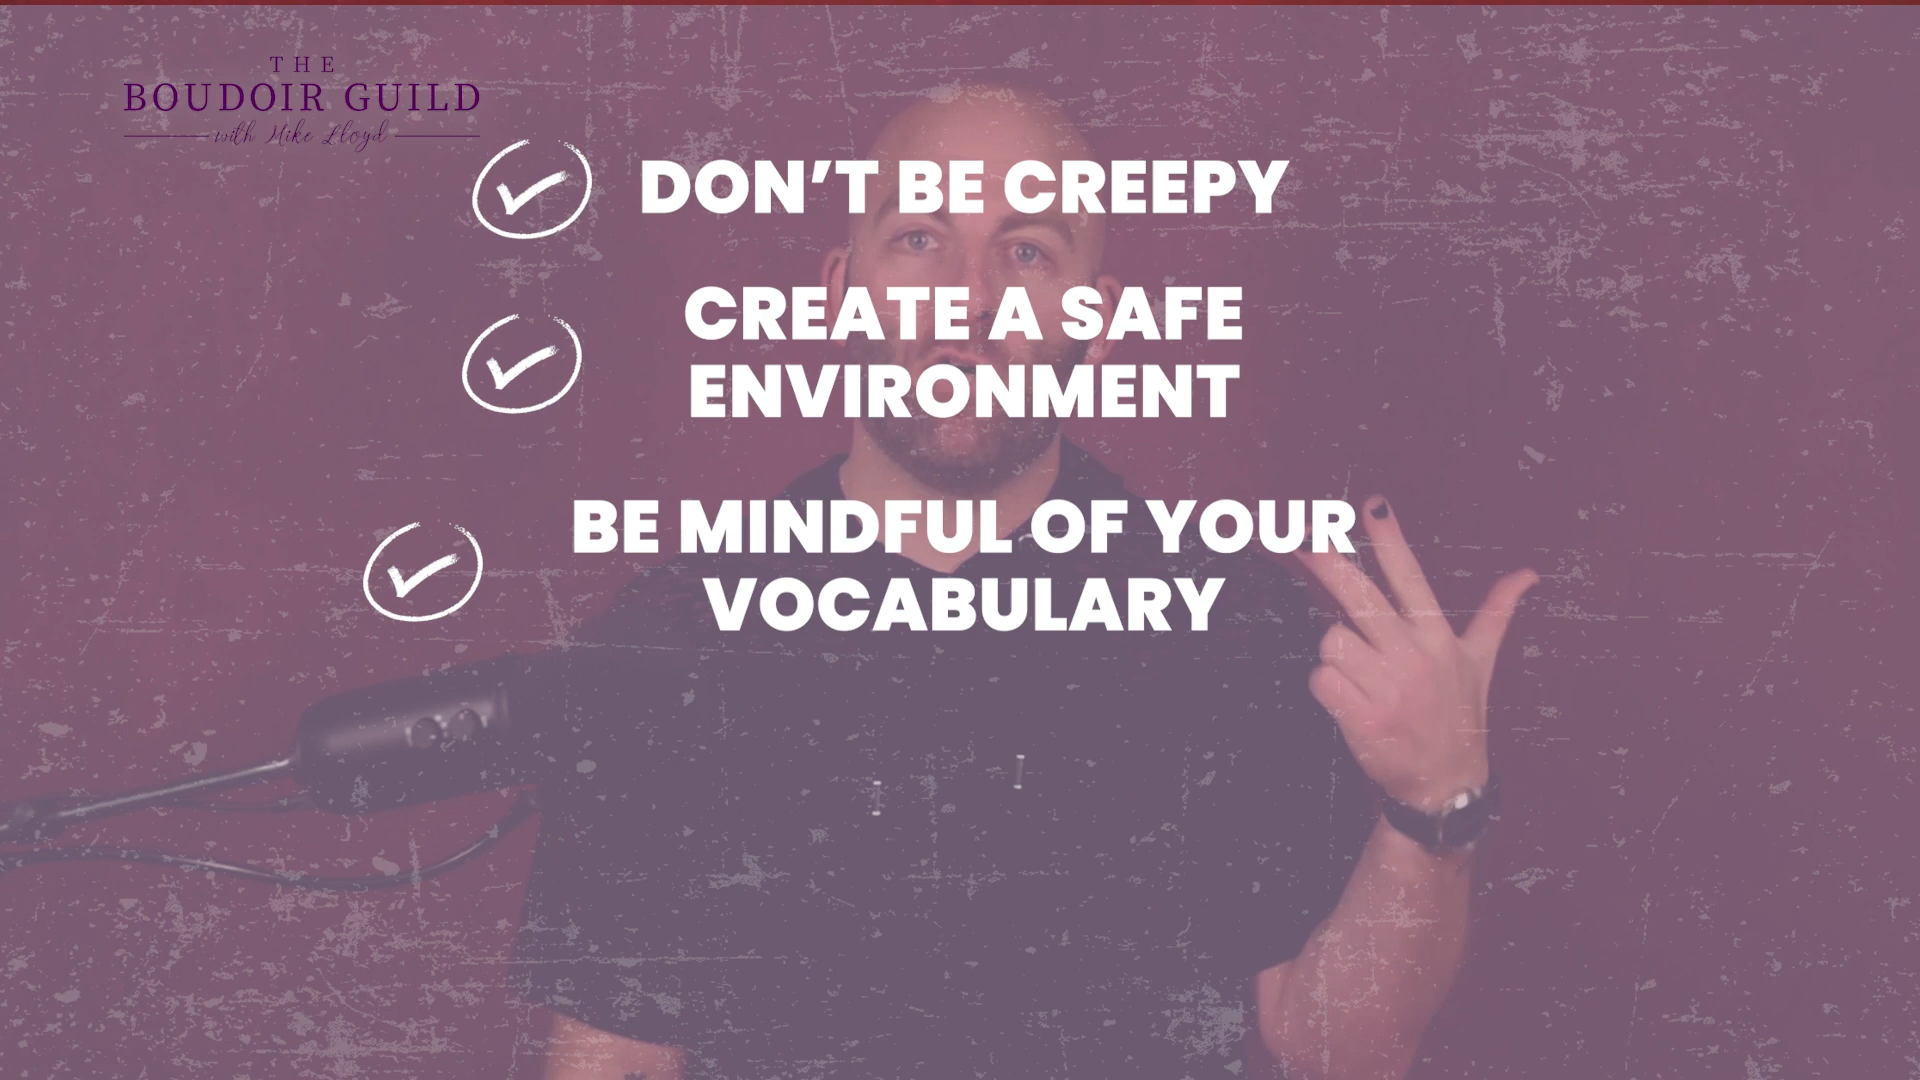 THE
BOUDOIR GUILD
with Mike Lloyd
DON’T BE CREEPY
CREATE A SAFE
ENVIRONMENT
BE MINDFUL OF YOUR
VOCABULARY